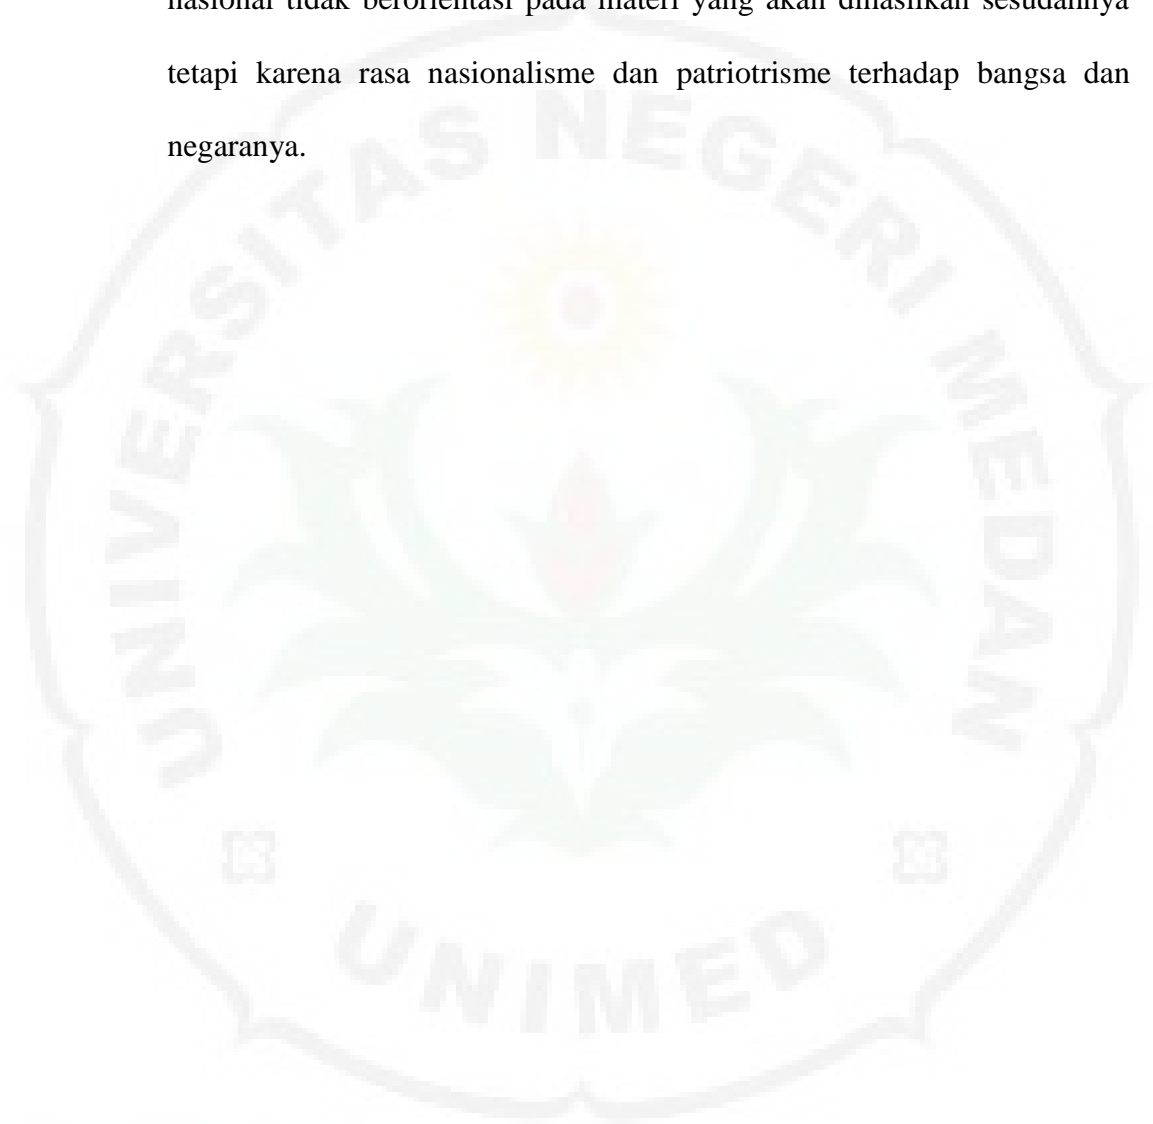 nasional tidak berorientasi pada materi yang akan dihasilkan sesudahnya
tetapi karena rasa nasionalisme dan patriotrisme terhadap bangsa dan
negaranya.
UNIVERSITAS NEGERI MEDAN
UNIMED